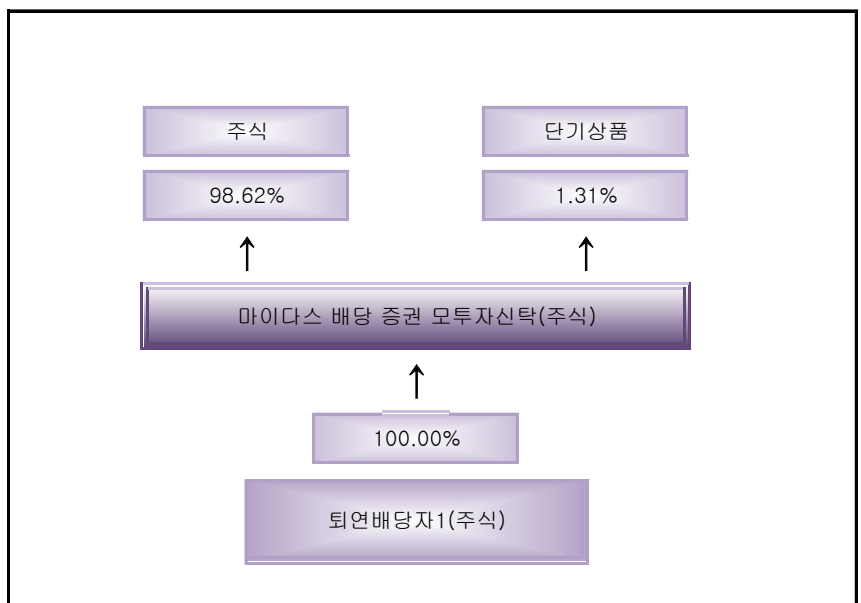 주식
단기상품
98.62%
1.31%
↑
↑
마이다스 배당 증권 모투자신탁(주식)
↑
100.00%
퇴연배당자1(주식)